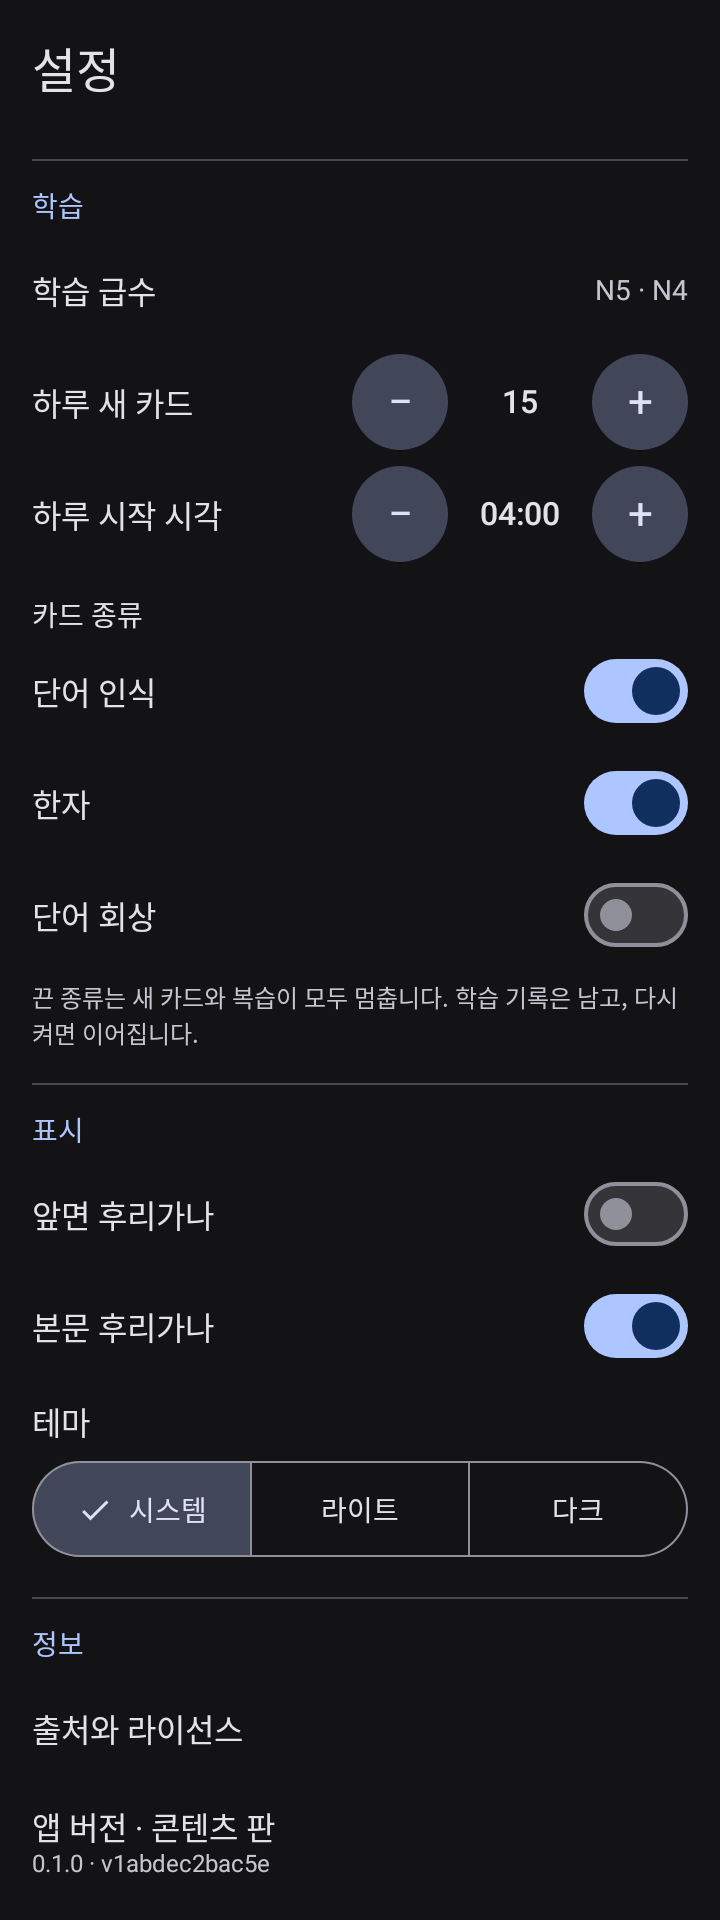 설정
학습
학습 급수 N5 · N4
하루 새 카드 − 15 +
하루 시작 시각 − 04:00 +
카드 종류
단어 인식
한자
단어 회상
끈 종류는 새 카드와 복습이 모두 멈춥니다. 학습 기록은 남고, 다시
켜면 이어집니다.
표시
앞면 후리가나
본문 후리가나
테마
시스템 라이트 다크
정보
출처와 라이선스
앱 버전 · 콘텐츠 판
0.1.0 · v1abdec2bac5e